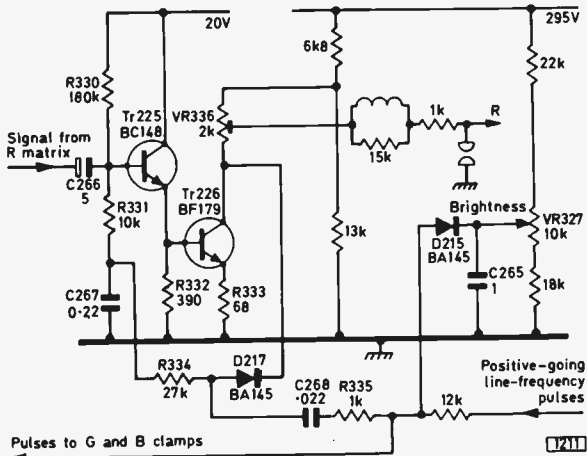 20V
295V
6k8
22k
R330
180k
Tr225
BC148
VR336
2k
1k
R
Signal from
R matrix
15k
C266
5
Tr226
BF179
Brightness
VR327
10k
R331
10k
13k
D215
BA145
C265
1
18k
C267
0·22
R332
390
R333
68
R334
27k
D217
BA145
C268
·022
R335
1k
Positive-going
line-frequency
pulses
12k
Pulses to G and B clamps
1211